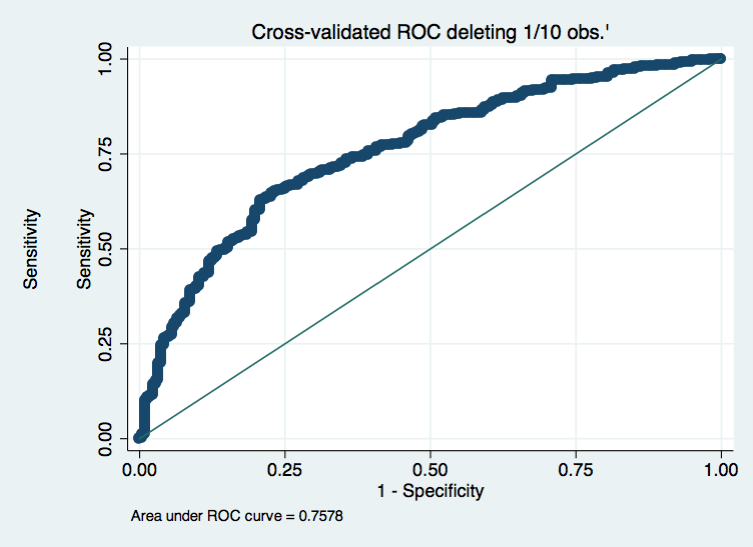 Cross-validated ROC deleting 1/10 obs.'
Sensitivity
Sensitivity
1.00
0.75
0.50
0.25
0.00
0.00 0.25 0.50 0.75 1.00
1 - Specificity
Area under ROC curve = 0.7578